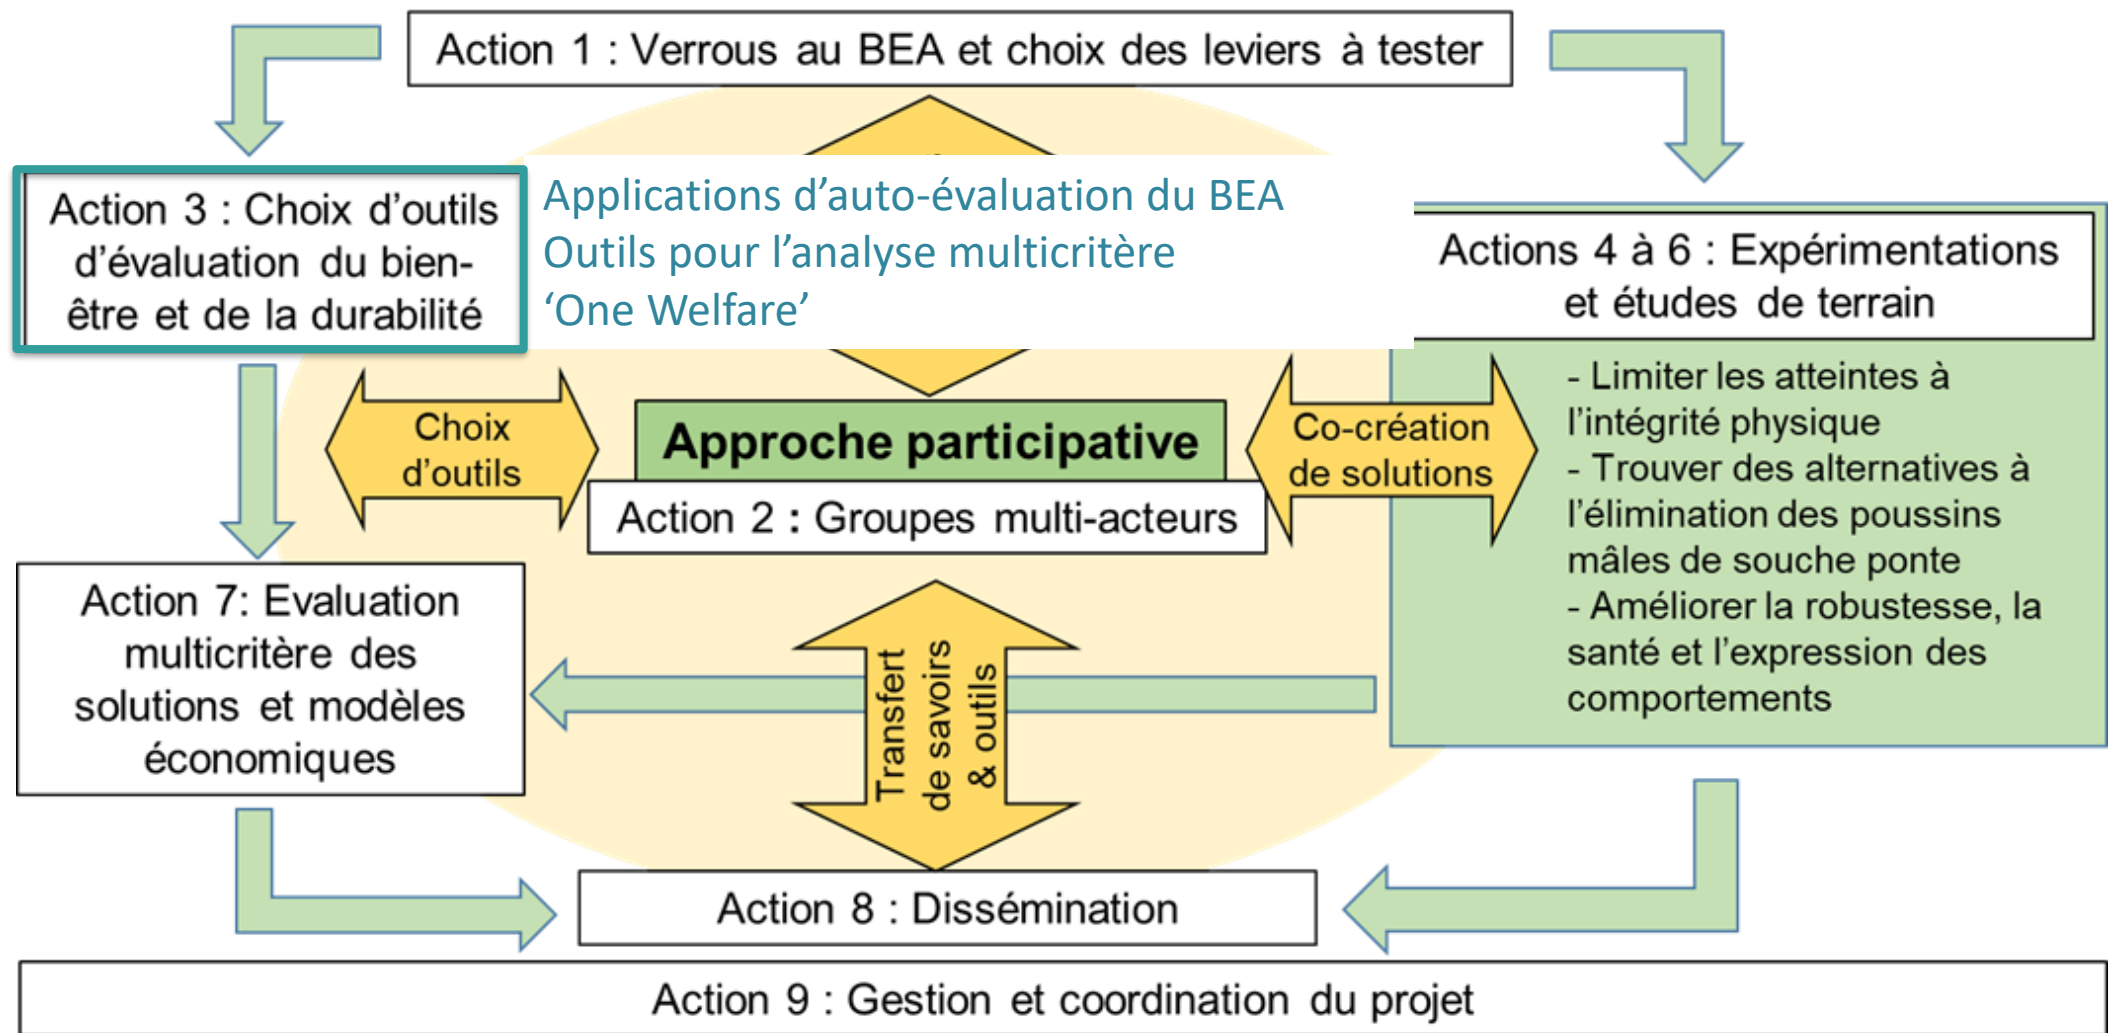 Action 1 : Verrous au BEA et choix des leviers à tester
Action 3 : Choix d'outils
d'évaluation du bien-
être et de la durabilité
Applications d’auto-évaluation du BEA
Outils pour l’analyse multicritère
‘One Welfare’
Actions 4 à 6 : Expérimentations
et études de terrain
- Limiter les atteintes à
l'intégrité physique
- Trouver des alternatives à
l'élimination des poussins
mâles de souche ponte
- Améliorer la robustesse, la
santé et l'expression des
comportements
Choix
d'outils
Approche participative
Action 2 : Groupes multi-acteurs
Co-création
de solutions
Action 7: Evaluation
multicritère des
solutions et modèles
économiques
Transfert
de savoirs
& outils
Action 8 : Dissémination
Action 9 : Gestion et coordination du projet